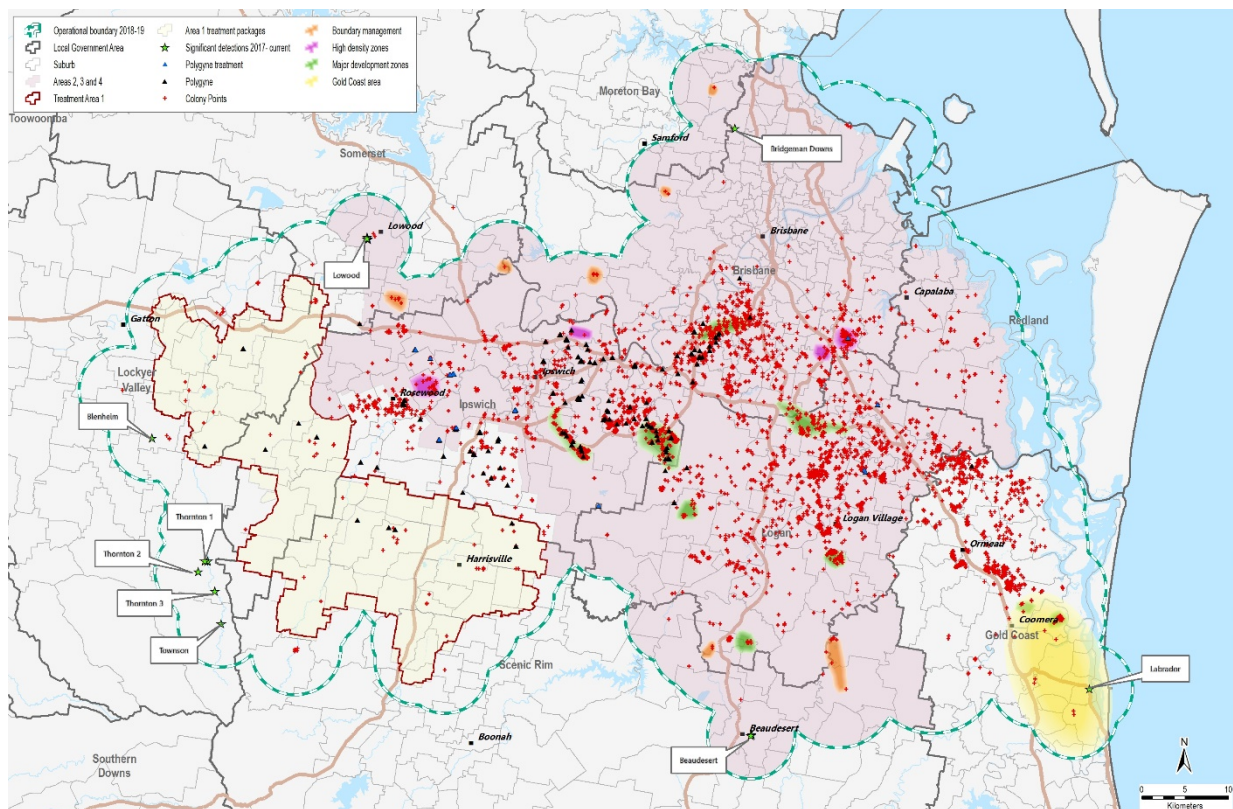 Operational boundary 2018-19
Local Government Area
Suburb
Areas 2, 3 and 4
Treatment Area 1
Area 1 treatment packages
Significant detections 2017- current
Polygyne treatment
Polygyne
Colony Points
Boundary management
High density zones
Major development zones
Gold Coast area
Toowoomba
Moreton Bay
Somerset
Samford
Bridgeman Downs
Lowood
Lowood
Brisbane
Brisbane
Capalaba
Redland
Gatton
Lockyer
Valley
Blenheim
Rosewood
Ipswich
Ipswich
Thornton 1
Thornton 2
Thornton 3
Townson
Harrisville
Logan Village
Logan
Ormeau
Coomera
Gold Coast
Labrador
Scenic Rim
Boonah
Beaudesert
Beaudesert
Southern
Downs
N
0 5 10
Kilometers